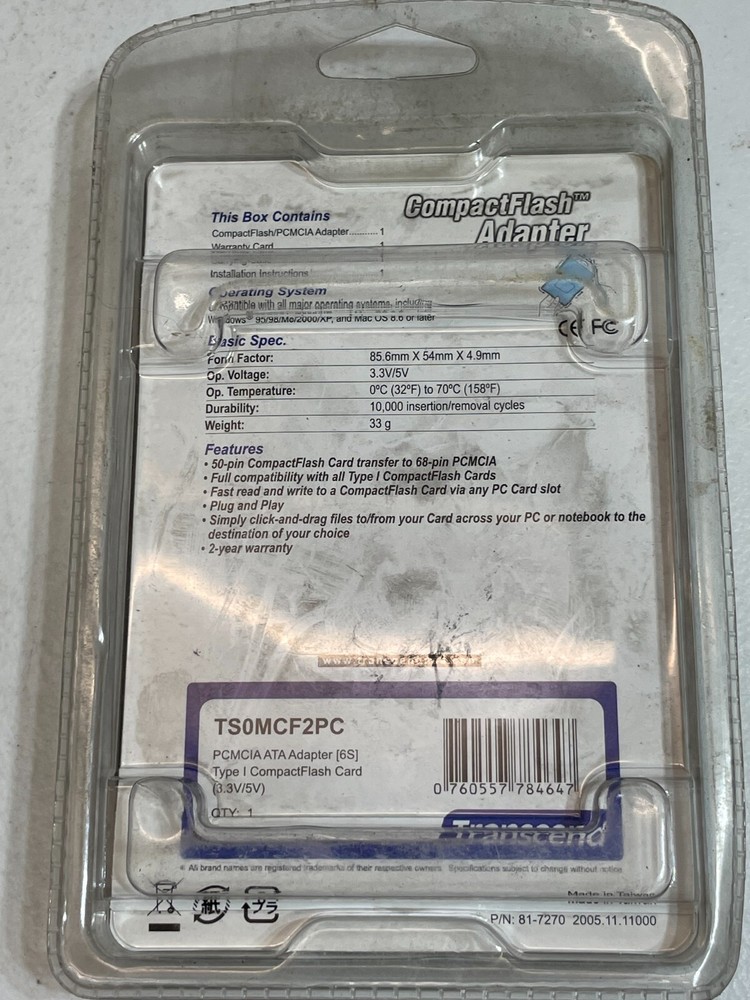 This Box Contains
CompactFlash/PCMCIA Adapter........... 1
Warranty Card 1
Installation Instructions 1
CompactFlash™
Adapter
CE FC
Operating System
Compatible with all major operating systems, including
Windows® 95/98/Me/2000/XP, and Mac OS 8.6 or later
Basic Spec.
Form Factor: 85.6mm X 54mm X 4.9mm
Op. Voltage: 3.3V/5V
Op. Temperature: 0ºC (32ºF) to 70ºC (158ºF)
Durability: 10,000 insertion/removal cycles
Weight: 33 g
Features
• 50-pin CompactFlash Card transfer to 68-pin PCMCIA
• Full compatibility with all Type I CompactFlash Cards
• Fast read and write to a CompactFlash Card via any PC Card slot
• Plug and Play
• Simply click-and-drag files to/from your Card across your PC or notebook to the
destination of your choice
• 2-year warranty
TS0MCF2PC
PCMCIA ATA Adapter [6S]
Type I CompactFlash Card
(3.3V/5V)
QTY: 1
0 760557 784647
Transcend
* All brand names are registered trademarks of their respective owners. Specifications subject to change without notice.
紙
プラ
Made in Taiwan
P/N: 81-7270 2005.11.11000